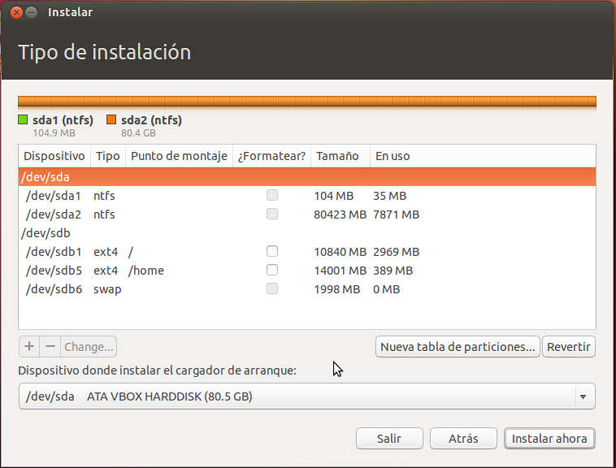 Instalar
Tipo de instalación
sda1 (ntfs) sda2 (ntfs)
104.9 MB 80.4 GB
Dispositivo Tipo Punto de montaje ¿Formatear? Tamaño En uso
/dev/sda
/dev/sda1 ntfs 104 MB 35 MB
/dev/sda2 ntfs 80423 MB 7871 MB
/dev/sdb
/dev/sdb1 ext4 / 10840 MB 2969 MB
/dev/sdb5 ext4 /home 14001 MB 389 MB
/dev/sdb6 swap 1998 MB 0 MB
+ − Change... Nueva tabla de particiones... Revertir
Dispositivo donde instalar el cargador de arranque:
/dev/sda ATA VBOX HARDDISK (80.5 GB)
Salir Atrás Instalar ahora